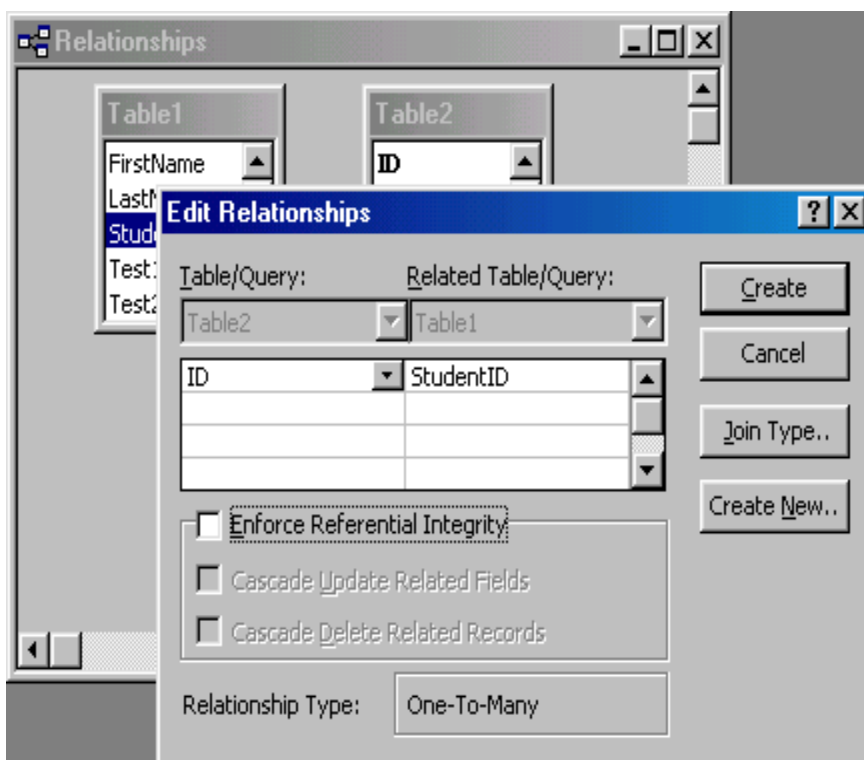 Relationships
Table1
Table2
FirstName
ID
Test1
Test2
Edit Relationships
Table/Query:
Related Table/Query:
Table2
Table1
ID
StudentID
Create
Cancel
Join Type..
Create New..
Enforce Referential Integrity
Cascade Update Related Fields
Cascade Delete Related Records
Relationship Type:
One-To-Many